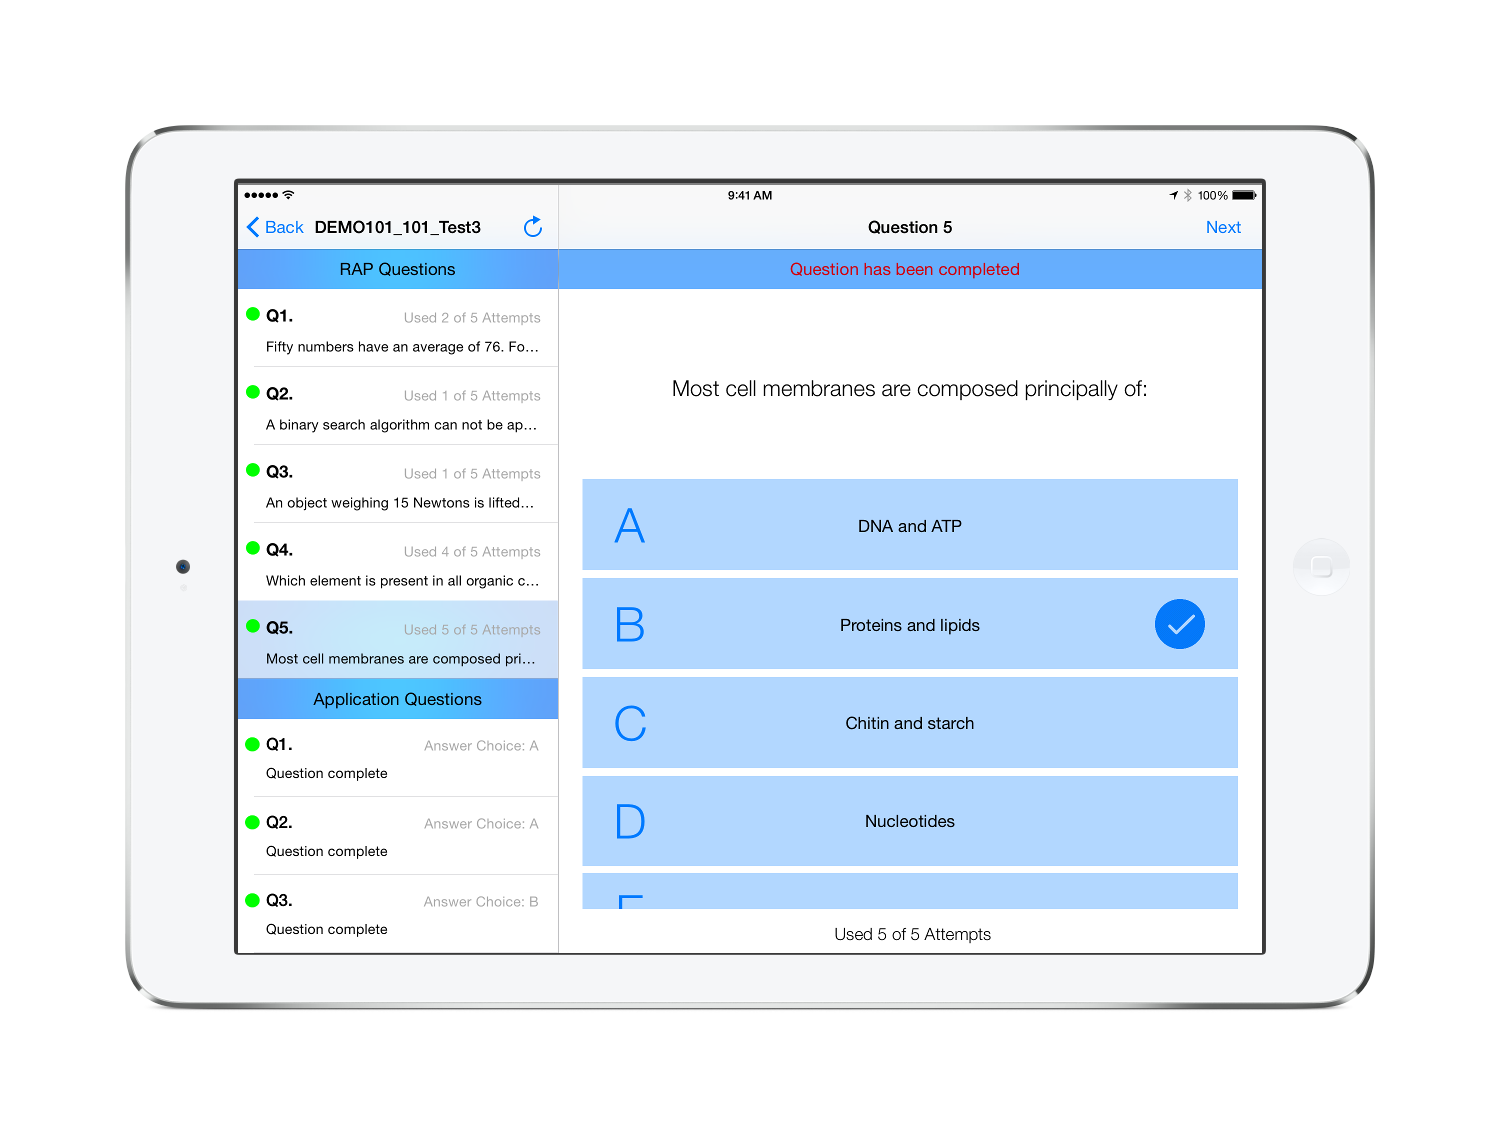 9:41 AM
100%
Back
DEMO101_101_Test3
Question 5
Next
RAP Questions
Question has been completed
Q1.
Used 2 of 5 Attempts
Fifty numbers have an average of 76. Fo...
Q2.
Used 1 of 5 Attempts
A binary search algorithm can not be ap...
Q3.
Used 1 of 5 Attempts
An object weighing 15 Newtons is lifted...
Q4.
Used 4 of 5 Attempts
Which element is present in all organic c...
Q5.
Used 5 of 5 Attempts
Most cell membranes are composed pri...
Application Questions
Q1.
Answer Choice: A
Question complete
Q2.
Answer Choice: A
Question complete
Q3.
Answer Choice: B
Question complete
Most cell membranes are composed principally of:
A
DNA and ATP
B
Proteins and lipids
C
Chitin and starch
D
Nucleotides
Used 5 of 5 Attempts